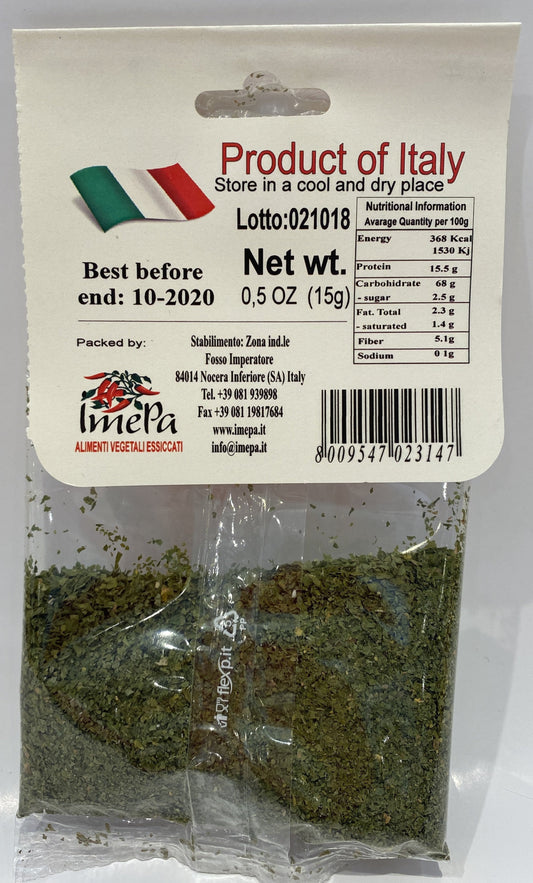 Product of Italy
Store in a cool and dry place
Lotto:021018
Net wt.
0,5 OZ (15g)
Best before
end: 10-2020
Nutritional Information
Avarage Quantity per 100g
Energy 368 Kcal
1530 Kj
Protein 15.5 g
Carbohidrate 68 g
- sugar 2.5 g
Fat. Total 2.3 g
- saturated 1.4 g
Fiber 5.1g
Sodium 0 1g
Packed by:
ImePa
ALIMENTI VEGETALI ESSICCATI
Stabilimento: Zona ind.le
Fosso Imperatore
84014 Nocera Inferiore (SA) Italy
Tel. +39 081 939898
Fax +39 081 19817684
www.imepa.it
info@imepa.it
8 009547 023147
flexp.it
PP